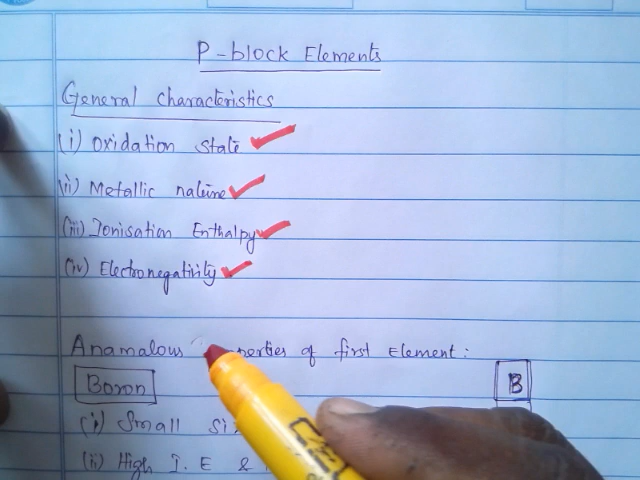 P-block Elements
General characteristics
(i) Oxidation state
(ii) Metallic nature
(iii) Ionisation Enthalpy
(iv) Electronegativity
Anamalous of first Element:
Boron B
(i) Small
(ii) High I.E &